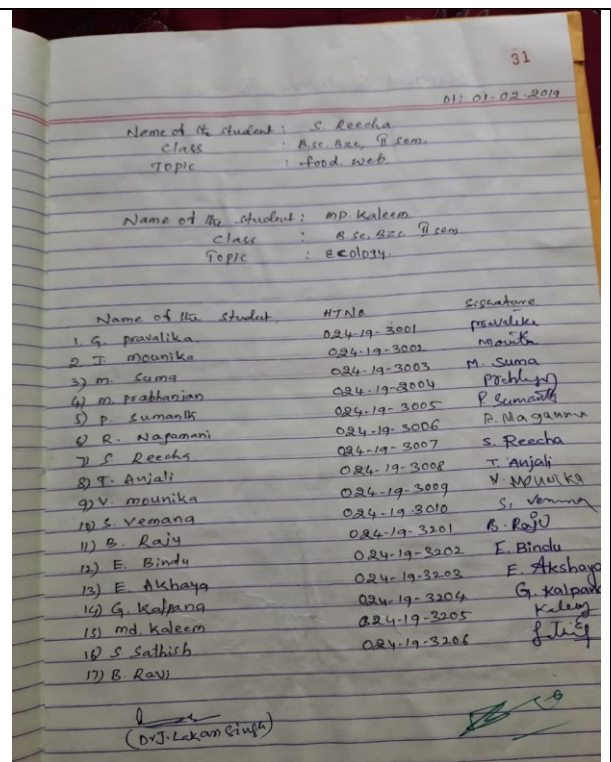 31
Dt: 01-02-2019
Name of the student : S. Reecha
Class : B.Sc. Bzc, II sem.
Topic : food web
Name of the student : MD. Kaleem
Class : B.Sc. BZC II sem
Topic : Ecology.
Name of the student HTNo Signature
1. G. pravalika 024-19-3001 pravalika
2 T. mounika 024-19-3002
3) m. Suma 024-19-3003 M. Suma
4) m. prabhanjan 024-19-3004
5) P. Sumanth 024-19-3005 P. Sumanth
6) R. Nagamani 024-19-3006
7) S Reecha 024-19-3007 S. Reecha
8) T. Anjali 024-19-3008 T. Anjali
9) V. mounika 024-19-3009 V. Mounika
10) S. Vemana 024-19-3010
11) B. Raju 024-19-3201 B. Raju
12) E. Bindu 024-19-3202 E. Bindu
13) E. Akhaya 024-19-3203 E. Akshaya
14) G. Kalpana 024-19-3204 G. Kalpana
15) md. Kaleem 024-19-3205
16) S Sathish 024-19-3206
17) B. Ravi
(Dr J. Lakan Singh)